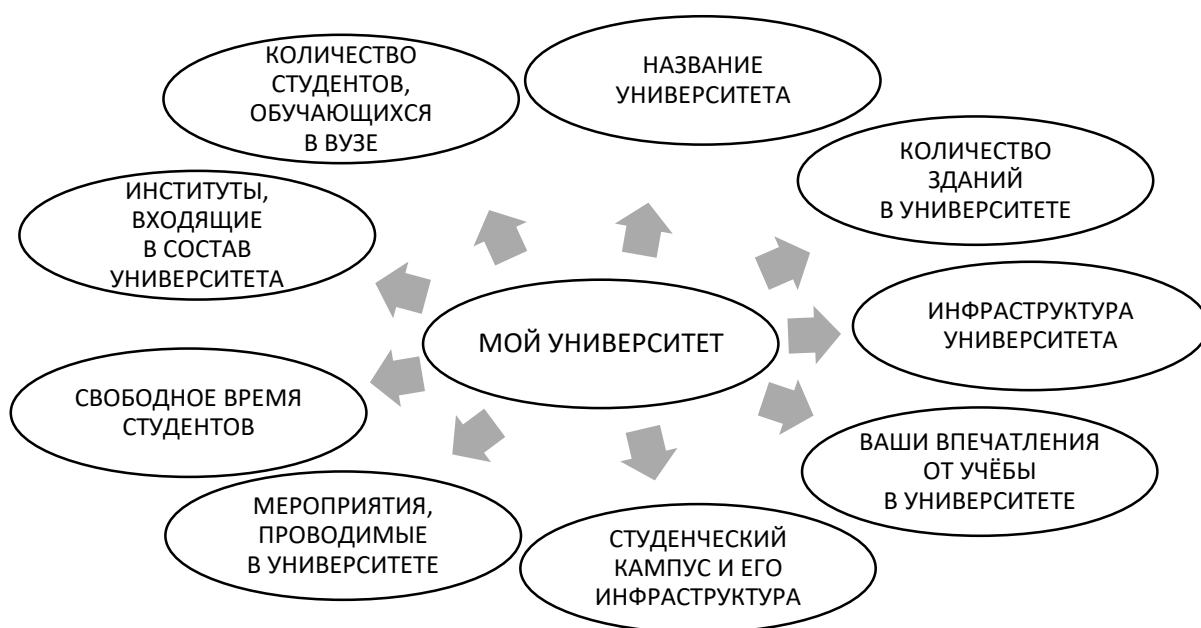 КОЛИЧЕСТВО
СТУДЕНТОВ,
ОБУЧАЮЩИХСЯ
В ВУЗЕ
НАЗВАНИЕ
УНИВЕРСИТЕТА
КОЛИЧЕСТВО
ЗДАНИЙ
В УНИВЕРСИТЕТЕ
ИНСТИТУТЫ,
ВХОДЯЩИЕ
В СОСТАВ
УНИВЕРСИТЕТА
ИНФРАСТРУКТУРА
УНИВЕРСИТЕТА
МОЙ УНИВЕРСИТЕТ
СВОБОДНОЕ ВРЕМЯ
СТУДЕНТОВ
ВАШИ ВПЕЧАТЛЕНИЯ
ОТ УЧЁБЫ
В УНИВЕРСИТЕТЕ
МЕРОПРИЯТИЯ,
ПРОВОДИМЫЕ
В УНИВЕРСИТЕТЕ
СТУДЕНЧЕСКИЙ
КАМПУС И ЕГО
ИНФРАСТРУКТУРА